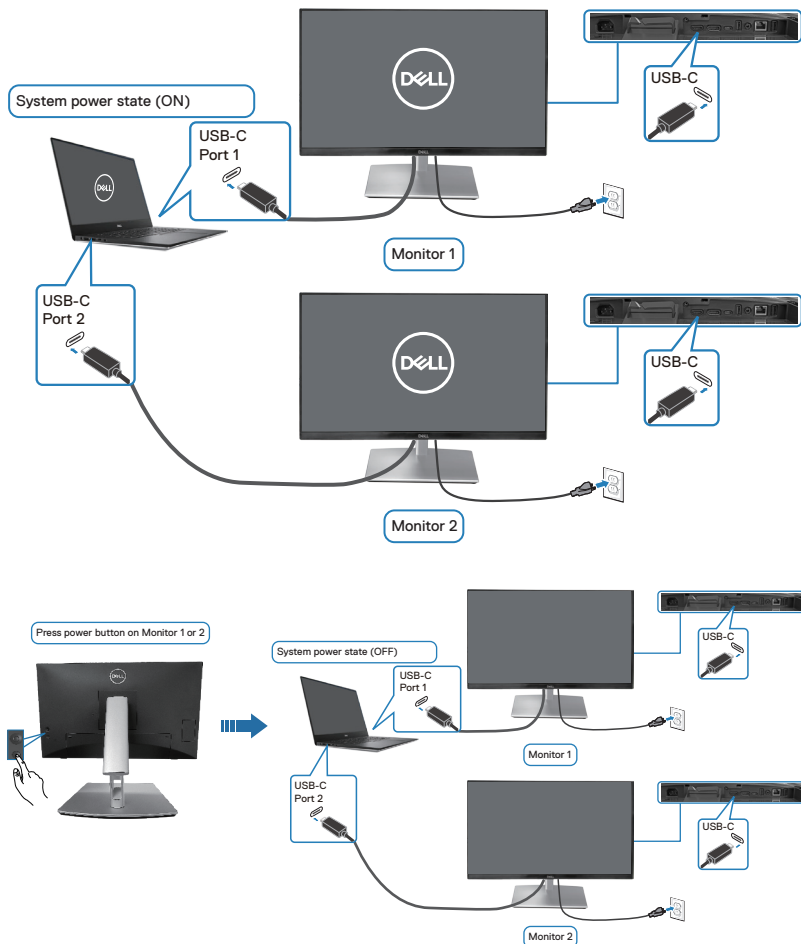 DELL
USB-C
System power state (ON)
USB-C
Port 1
DELL
Monitor 1
USB-C
Port 2
DELL
USB-C
Monitor 2
Press power button on Monitor 1 or 2
DELL
System power state (OFF)
USB-C
Port 1
USB-C
Monitor 1
USB-C
Port 2
USB-C
Monitor 2